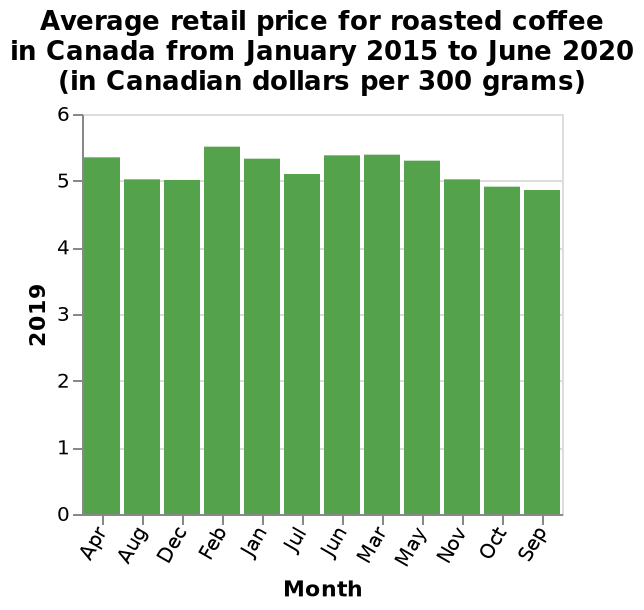 Average retail price for roasted coffee
in Canada from January 2015 to June 2020
(in Canadian dollars per 300 grams)
6
5
4
3
2
1
0
2019
Apr
Aug
Dec
Feb
Jan
Jul
Jun
Mar
May
Nov
Oct
Sep
Month